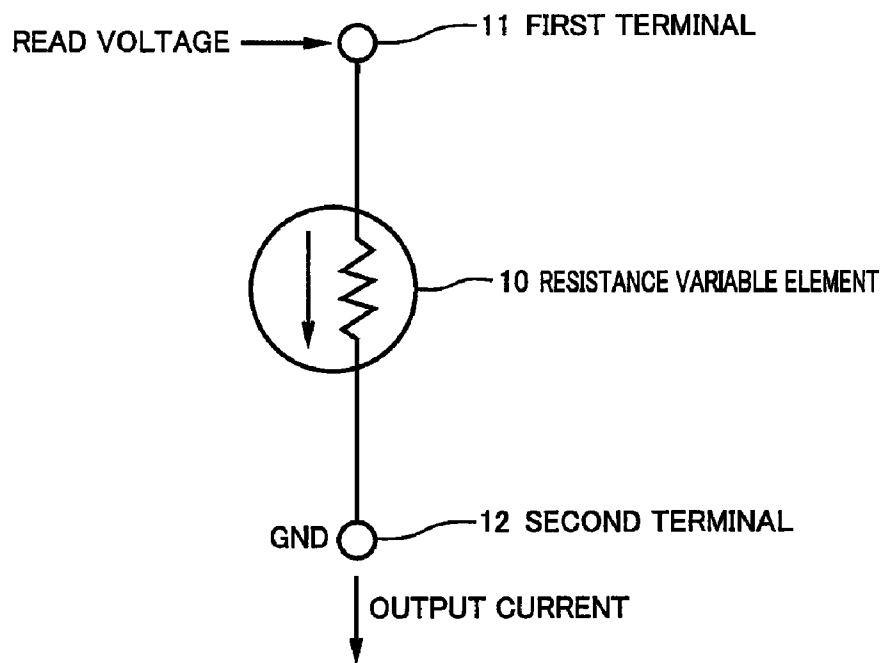 READ VOLTAGE
11 FIRST TERMINAL
10 RESISTANCE VARIABLE ELEMENT
GND
12 SECOND TERMINAL
OUTPUT CURRENT